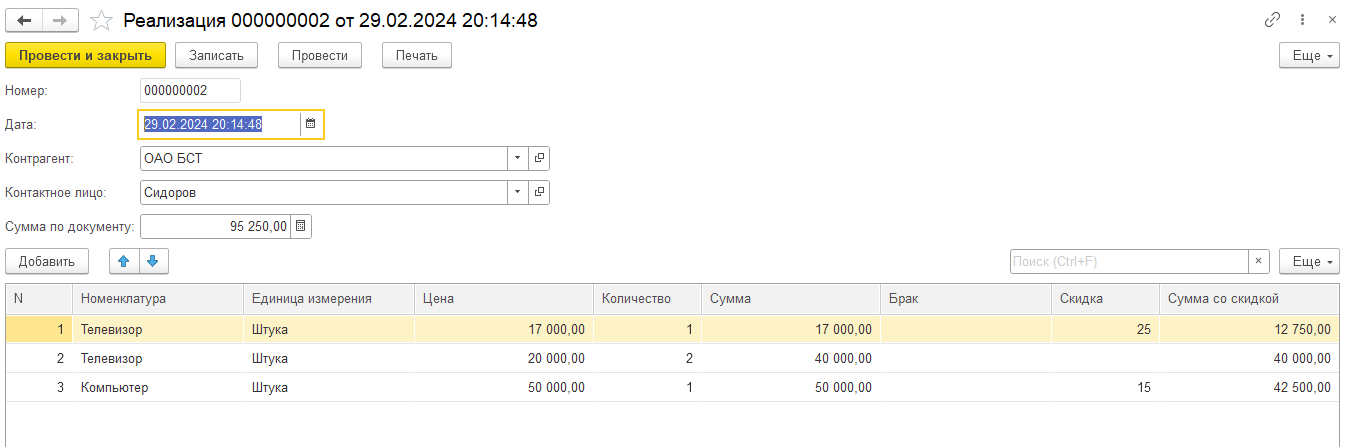 Реализация 000000002 от 29.02.2024 20:14:48
Провести и закрыть Записать Провести Печать Еще
Номер: 000000002
Дата: 29.02.2024 20:14:48
Контрагент: ОАО БСТ
Контактное лицо: Сидоров
Сумма по документу: 95 250,00
Добавить Поиск (Ctrl+F) × Еще
N Номенклатура Единица измерения Цена Количество Сумма Брак Скидка Сумма со скидкой
1 Телевизор Штука 17 000,00 1 17 000,00 25 12 750,00
2 Телевизор Штука 20 000,00 2 40 000,00 40 000,00
3 Компьютер Штука 50 000,00 1 50 000,00 15 42 500,00